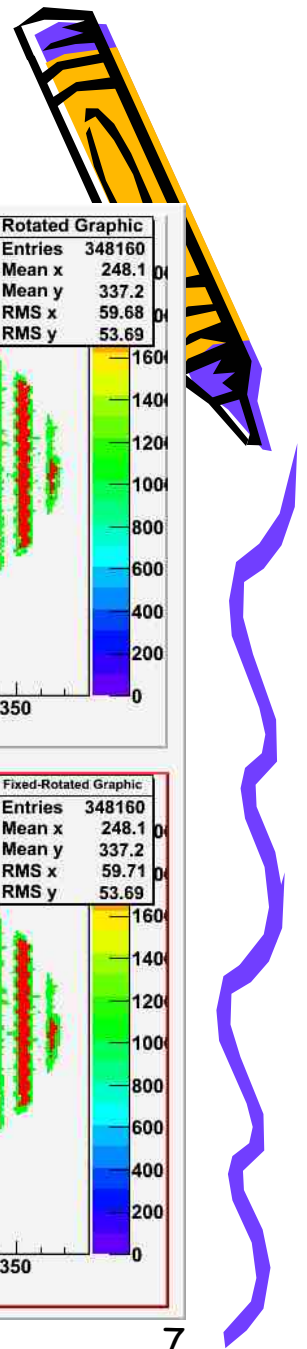 Rotated Graphic
Entries 348160
Mean x 248.1
Mean y 337.2
RMS x 59.68
RMS y 53.69
1600
1400
1200
1000
800
600
400
200
0
350
Fixed-Rotated Graphic
Entries 348160
Mean x 248.1
Mean y 337.2
RMS x 59.71
RMS y 53.69
1600
1400
1200
1000
800
600
400
200
0
350
7